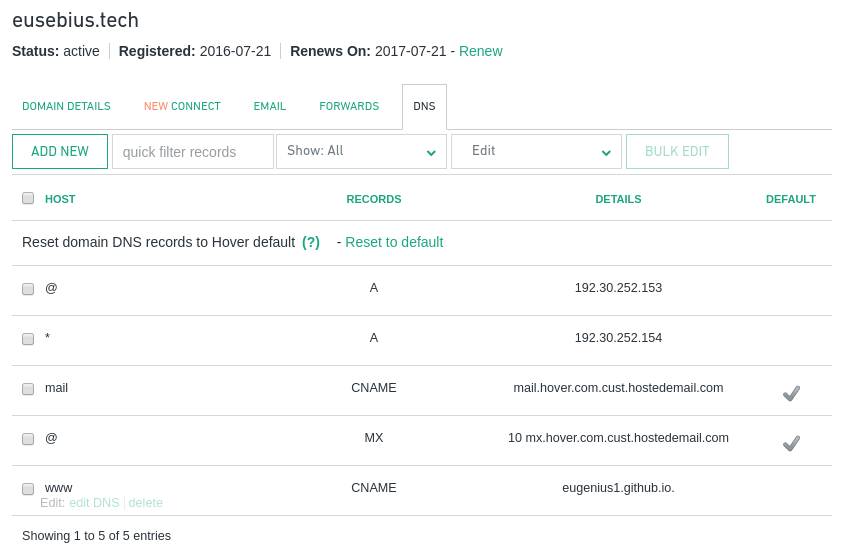 eusebius.tech
Status: active Registered: 2016-07-21 Renews On: 2017-07-21 - Renew
DOMAIN DETAILS NEW CONNECT EMAIL FORWARDS DNS
ADD NEW quick filter records Show: All Edit BULK EDIT
HOST RECORDS DETAILS DEFAULT
Reset domain DNS records to Hover default (?) - Reset to default
@ A 192.30.252.153
* A 192.30.252.154
mail CNAME mail.hover.com.cust.hostedemail.com
@ MX 10 mx.hover.com.cust.hostedemail.com
www CNAME eugenius1.github.io.
Edit: edit DNS delete
Showing 1 to 5 of 5 entries